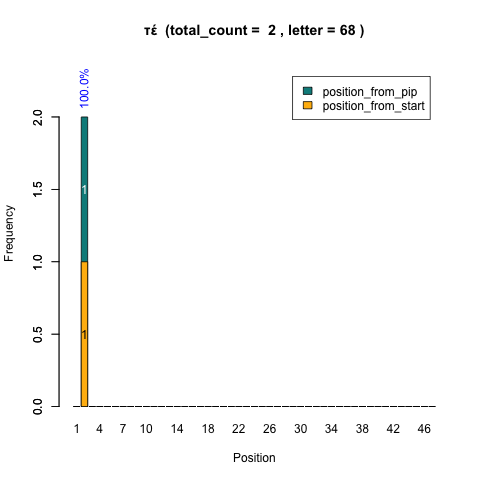 τέ (total_count = 2 , letter = 68 )
100.0%
position_from_pip
position_from_start
2.0
1.5
1.0
0.5
0.0
1
1
Frequency
1 4 7 10 14 18 22 26 30 34 38 42 46
Position